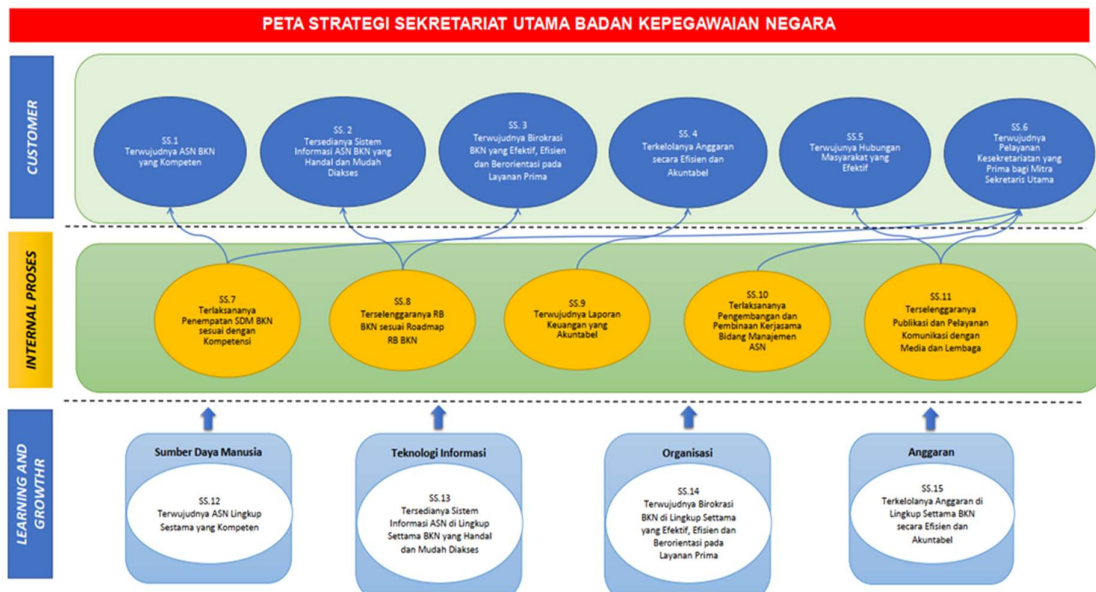 PETA STRATEGI SEKRETARIAT UTAMA BADAN KEPEGAWAIAN NEGARA
CUSTOMER
SS.1
Terwujudnya ASN BKN
yang Kompeten
SS. 2
Tersedianya Sistem
Informasi ASN BKN yang
Handal dan Mudah
Diakses
SS. 3
Terwujudnya Birokrasi
BKN yang Efektif, Efisien
dan Berorientasi pada
Layanan Prima
SS. 4
Terkelolanya Anggaran
secara Efisien dan
Akuntabel
SS.5
Terwujunya Hubungan
Masyarakat yang
Efektif
SS.6
Terwujudnya
Pelayanan
Kesekretariatan yang
Prima bagi Mitra
Sekretaris Utama
INTERNAL PROSES
SS.7
Terlaksananya
Penempatan SDM BKN
sesuai dengan
Kompetensi
SS.8
Terselenggaranya RB
BKN sesuai Roadmap
RB BKN
SS.9
Terwujudnya Laporan
Keuangan yang
Akuntabel
SS.10
Terlaksananya
Pengembangan dan
Pembinaan Kerjasama
Bidang Manajemen
ASN
SS.11
Terselenggaranya
Publikasi dan Pelayanan
Komunikasi dengan
Media dan Lembaga
LEARNING AND
GROWTHR
Sumber Daya Manusia
SS.12
Terwujudnya ASN Lingkup
Sestama yang Kompeten
Teknologi Informasi
SS.13
Tersedianya Sistem
Informasi ASN di Lingkup
Settama BKN yang Handal
dan Mudah Diakses
Organisasi
SS.14
Terwujudnya Birokrasi
BKN di Lingkup Settama
yang Efektif, Efisien dan
Berorientasi pada
Layanan Prima
Anggaran
SS.15
Terkelolanya Anggaran di
Lingkup Settama BKN
secara Efisien dan
Akuntabel